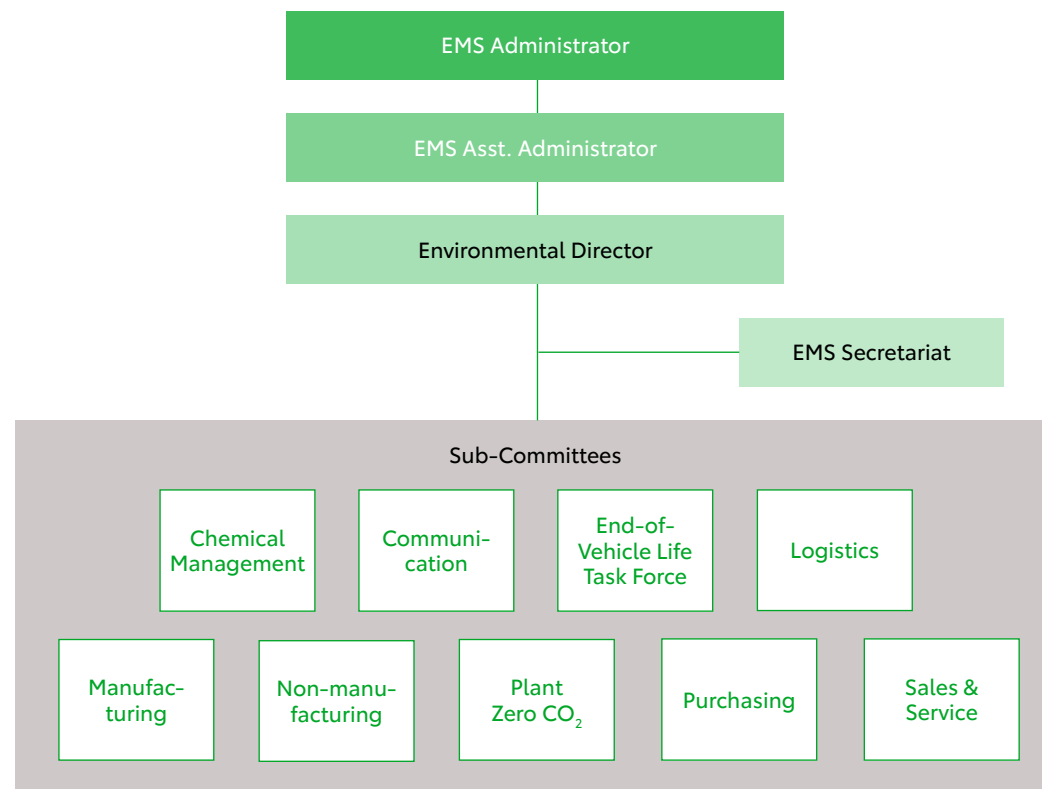 EMS Administrator
EMS Asst. Administrator
Environmental Director
EMS Secretariat
Sub-Committees
Chemical
Management
Communi-
cation
End-of-
Vehicle Life
Task Force
Logistics
Manufac-
turing
Non-manu-
facturing
Plant
Zero CO₂
Purchasing
Sales &
Service